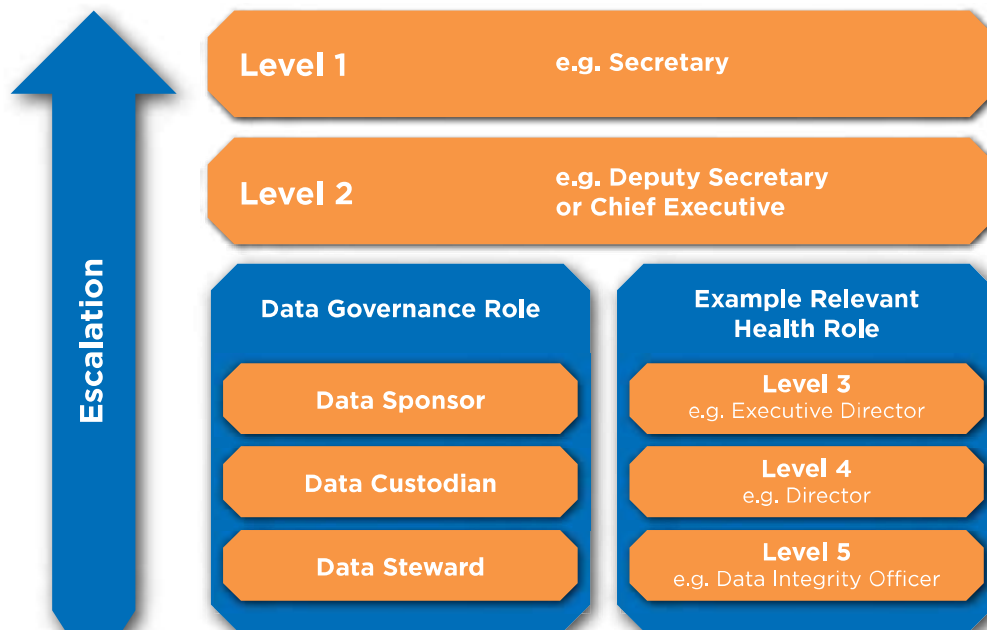 Escalation
Level 1
e.g. Secretary
Level 2
e.g. Deputy Secretary
or Chief Executive
Data Governance Role
Example Relevant
Health Role
Data Sponsor
Level 3
e.g. Executive Director
Data Custodian
Level 4
e.g. Director
Data Steward
Level 5
e.g. Data Integrity Officer